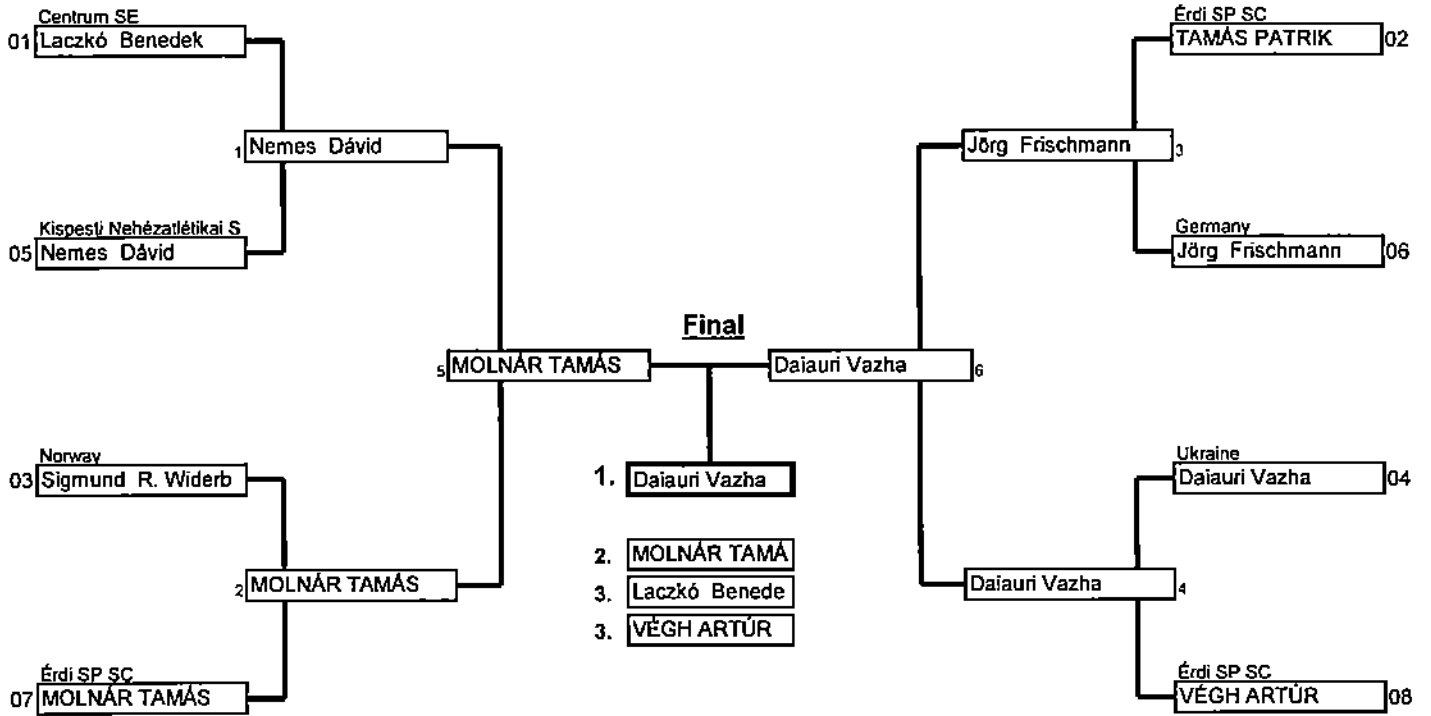 Centrum SE
01 Laczkó Benedek
1 Nemes Dávid
Kispesti Nehézatlétikai S
05 Nemes Dávid
5 MOLNÁR TAMÁS
Norway
03 Sigmund R. Widerb
2 MOLNÁR TAMÁS
Érdi SP SC
07 MOLNÁR TAMÁS
Final
1. Daiauri Vazha
2. MOLNÁR TAMÁ
3. Laczkó Benede
3. VÉGH ARTÚR
Érdi SP SC
TAMÁS PATRIK 02
Jörg Frischmann 3
Germany
Jörg Frischmann 06
Daiauri Vazha 6
Ukraine
Daiauri Vazha 04
Daiauri Vazha 4
Érdi SP SC
VÉGH ARTÚR 08